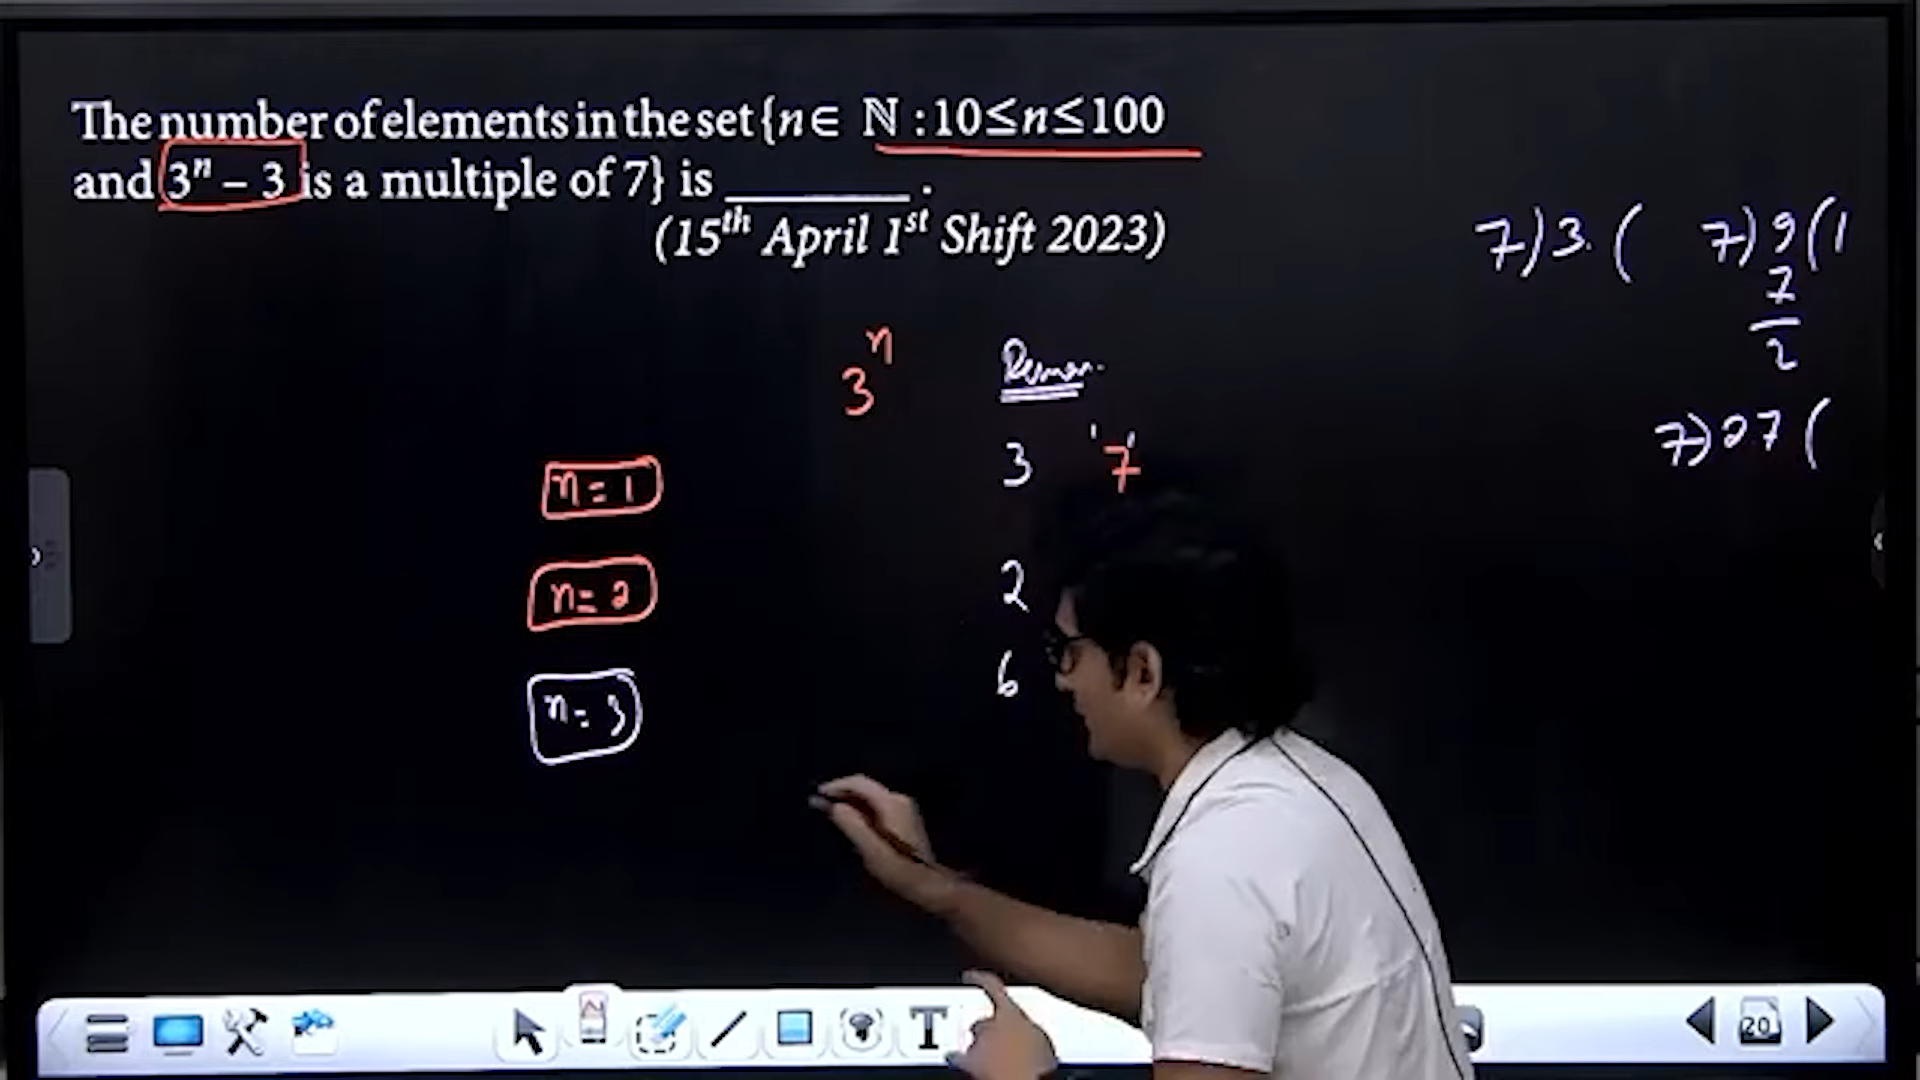 The number of elements in the set {n ∈ ℕ : 10 ≤ n ≤ 100
and 3ⁿ – 3 is a multiple of 7} is ________ .
(15ᵗʰ April 1ˢᵗ Shift 2023)
7)3(
7)9(1
7
2
7)27(
3ⁿ
Reman.
n = 1
3
'7'
n = 2
2
n = 3
6
T
20